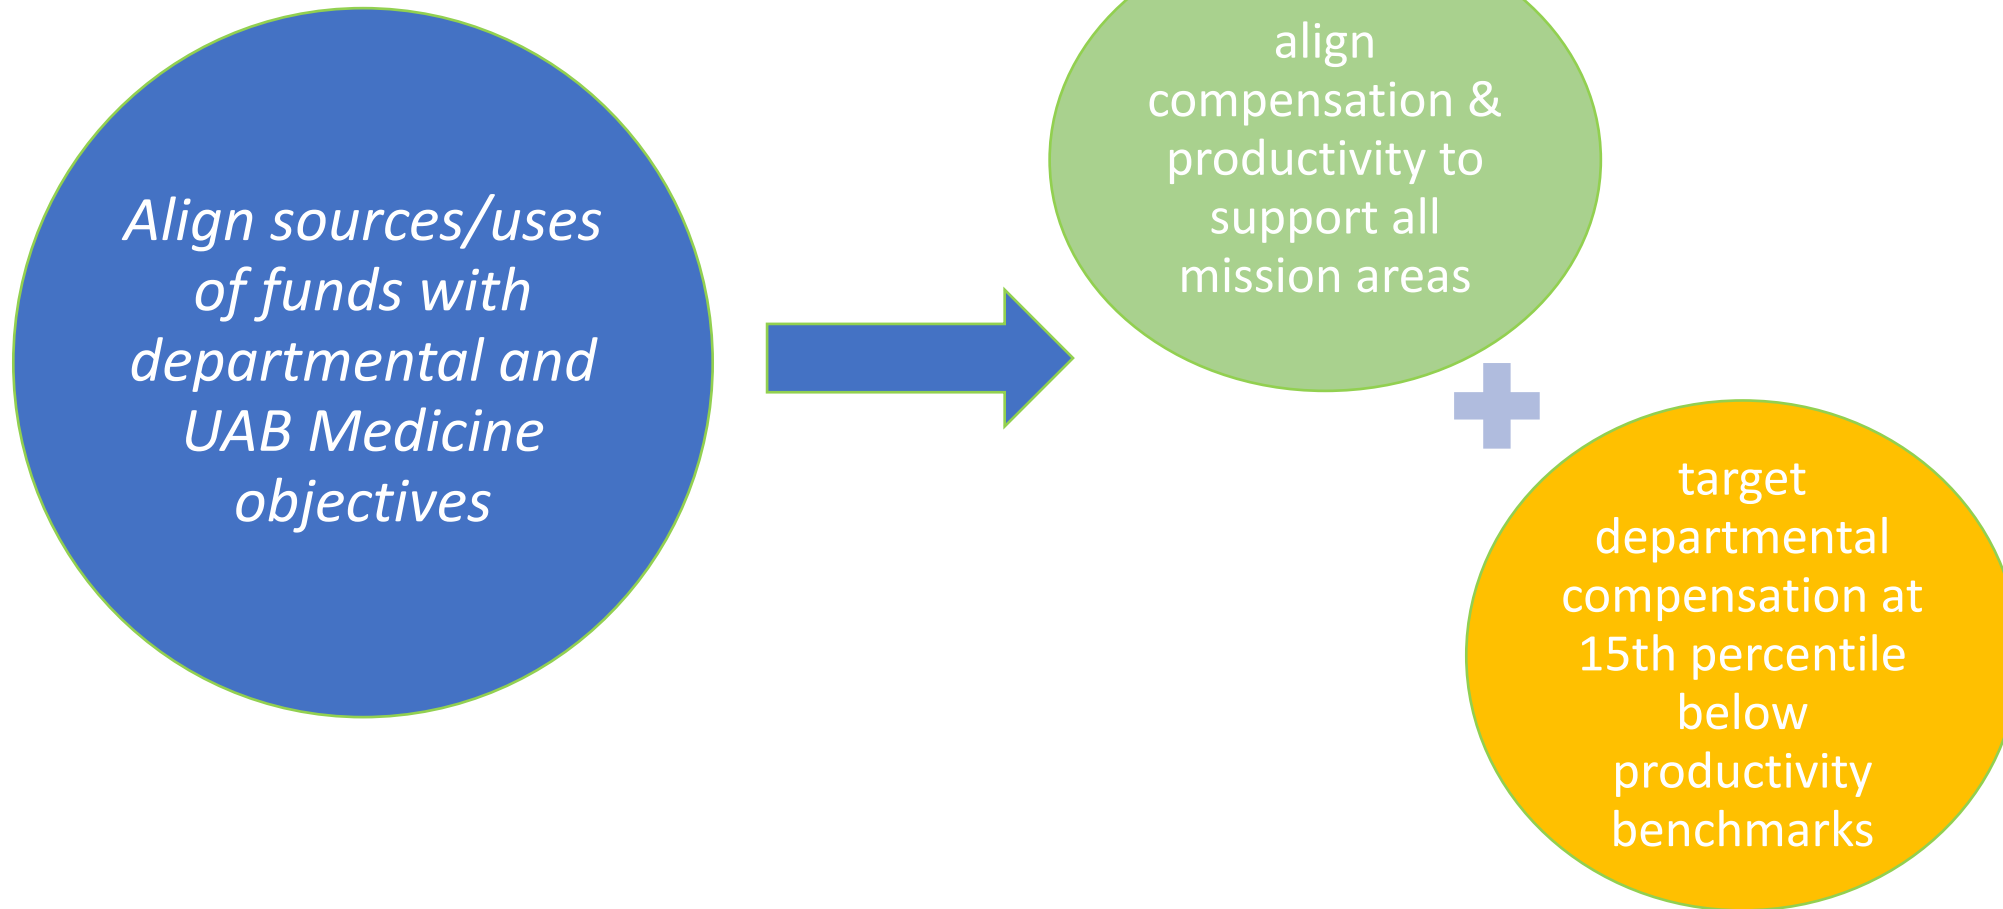 Align sources/uses
of funds with
departmental and
UAB Medicine
objectives
align
compensation &
productivity to
support all
mission areas
target
departmental
compensation at
15th percentile
below
productivity
benchmarks